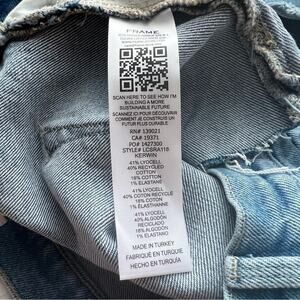 FRAME
SCAN HERE TO SEE HOW I'M
BUILDING A MORE
SUSTAINABLE FUTURE
SCANNEZ ICI POUR DÉCOUVRIR
COMMENT JE CONSTRUIS UN
FUTUR PLUS DURABLE
RN# 139021
CA# 19371
PO# 1427300
STYLE# LCSRA118
KERWIN
41% LYOCELL
40% RECYCLED
COTTON
18% COTTON
1% ELASTANE
41% LYOCELL
40% COTON RECYCLE
18% COTON
1% ÉLASTHANNE
41% LYOCELL
40% ALGODÓN
RECICLADO
18% ALGODÓN
1% ELASTANO
MADE IN TURKEY
FABRIQUÉ EN TURQUIE
HECHO EN TURQUÍA